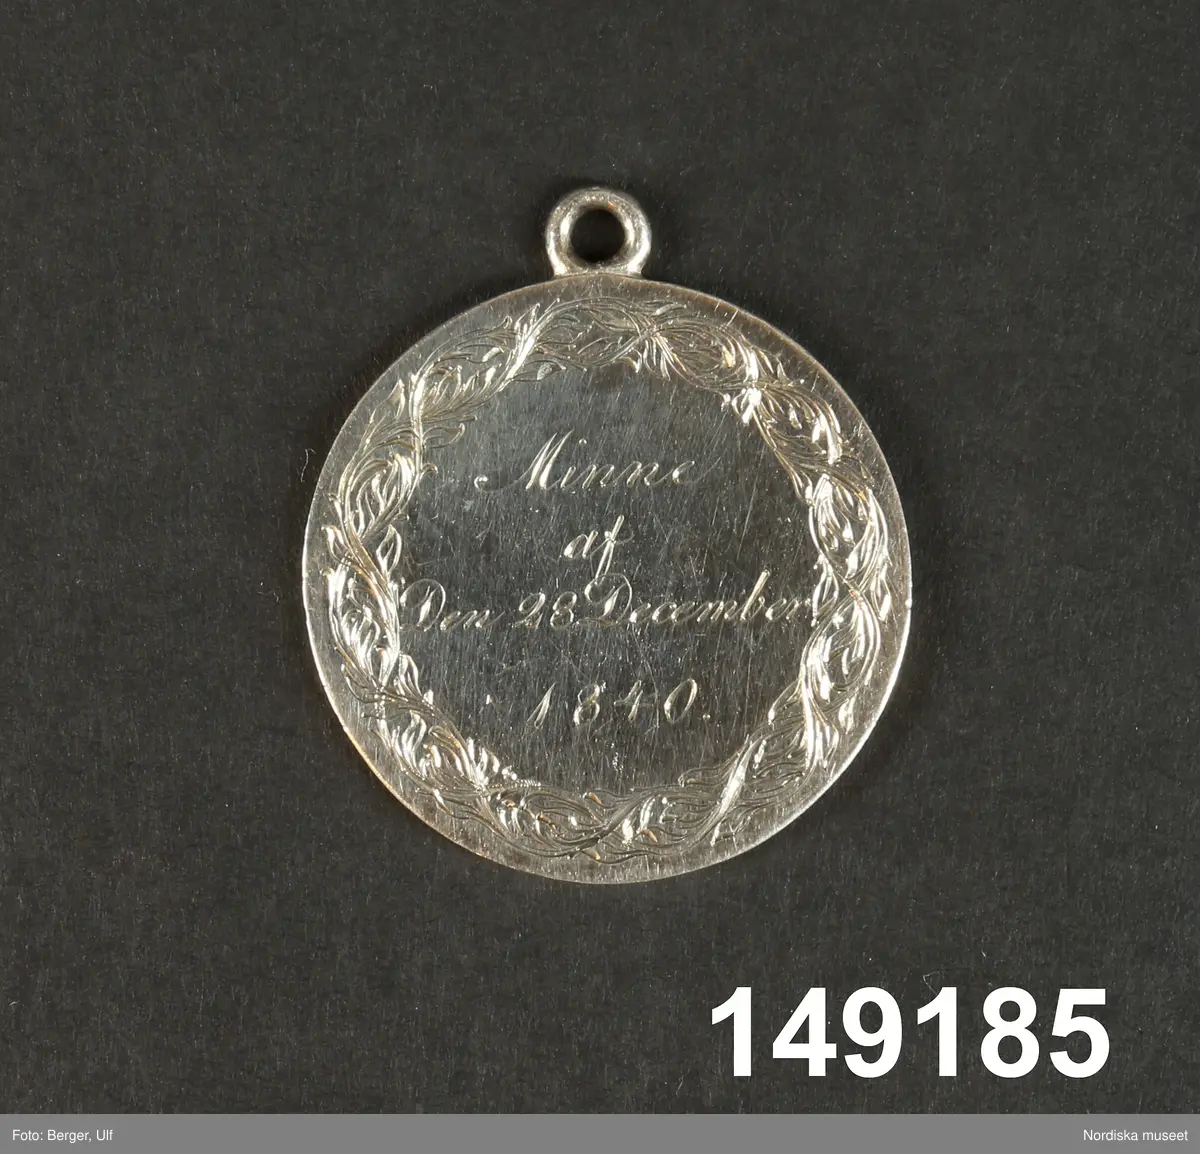 Minne
af
Den 28 December
1840.
149185
Foto: Berger, Ulf
Nordiska museet